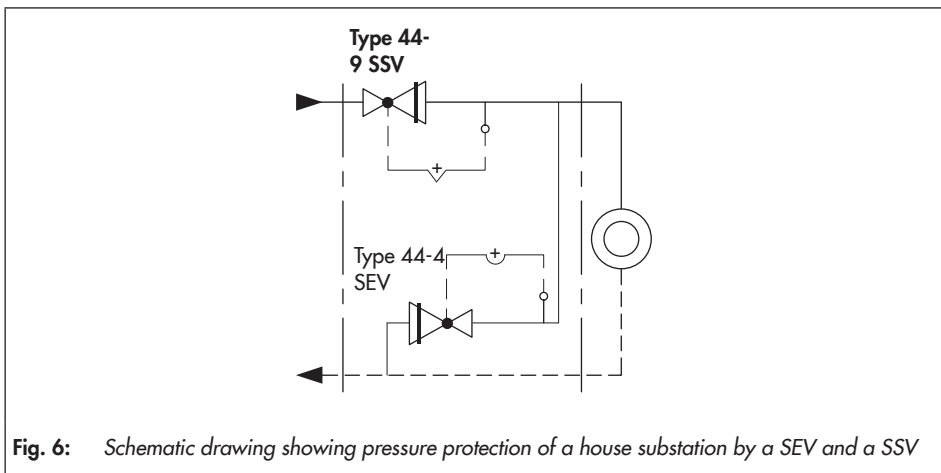 Type 44-
9 SSV
+
Type 44-4
SEV
+
Fig. 6: Schematic drawing showing pressure protection of a house substation by a SEV and a SSV